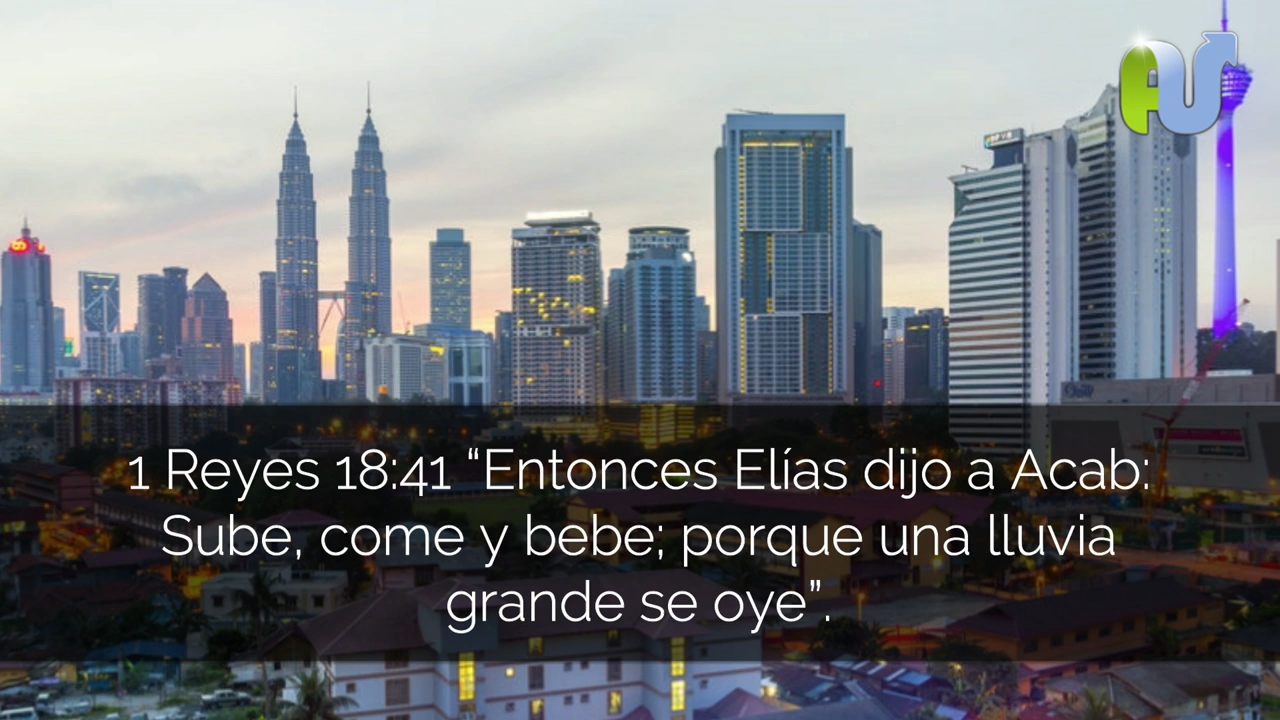 1 Reyes 18:41 “Entonces Elías dijo a Acab:
Sube, come y bebe; porque una lluvia
grande se oye”.